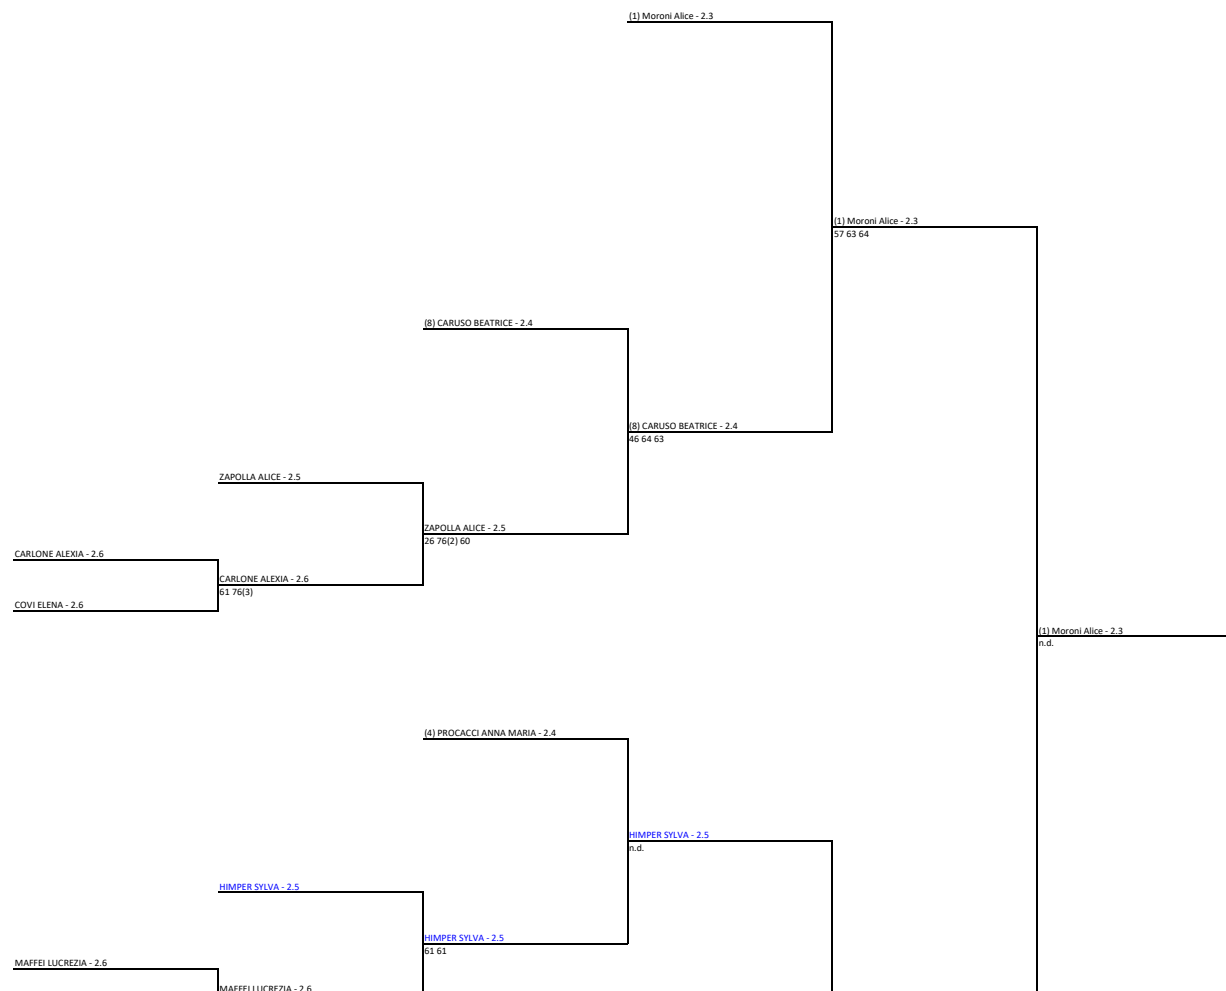 (1) Moroni Alice - 2.3
(1) Moroni Alice - 2.3
57 63 64
(8) CARUSO BEATRICE - 2.4
(8) CARUSO BEATRICE - 2.4
46 64 63
ZAPOLLA ALICE - 2.5
ZAPOLLA ALICE - 2.5
26 76(2) 60
CARLONE ALEXIA - 2.6
CARLONE ALEXIA - 2.6
61 76(3)
COVI ELENA - 2.6
(1) Moroni Alice - 2.3
n.d.
(4) PROCACCI ANNA MARIA - 2.4
HIMPER SYLVA - 2.5
n.d.
HIMPER SYLVA - 2.5
HIMPER SYLVA - 2.5
61 61
MAFFEI LUCREZIA - 2.6
MAFFEI LUCREZIA - 2.6